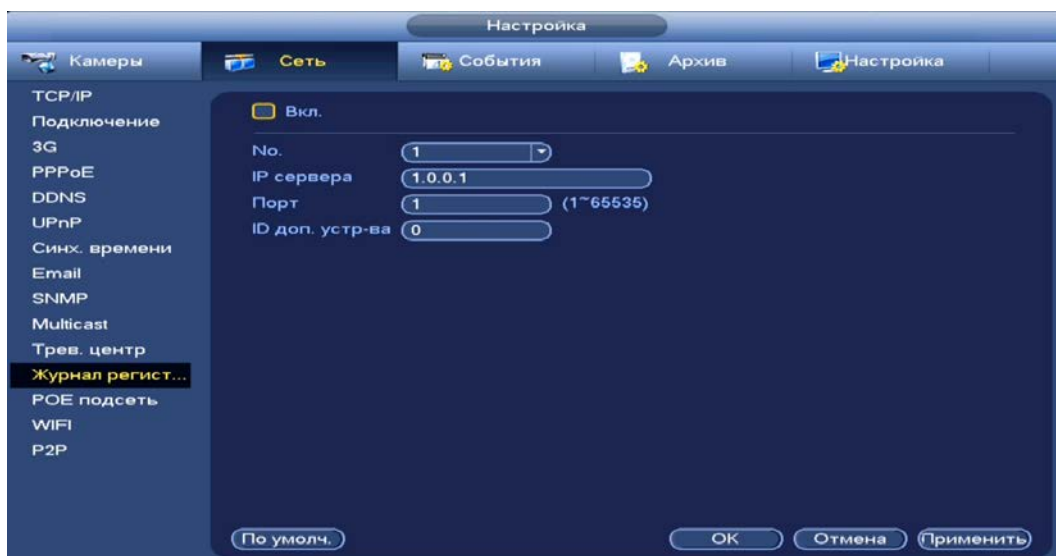 Настройка
Камеры Сеть События Архив Настройка
TCP/IP
Подключение
3G
PPPoE
DDNS
UPnP
Синх. времени
Email
SNMP
Multicast
Трев. центр
Журнал регист...
POE подсеть
WIFI
P2P
Вкл.
No. 1
IP сервера 1.0.0.1
Порт 1 (1~65535)
ID доп. устр-ва 0
По умолч. OK Отмена Применить